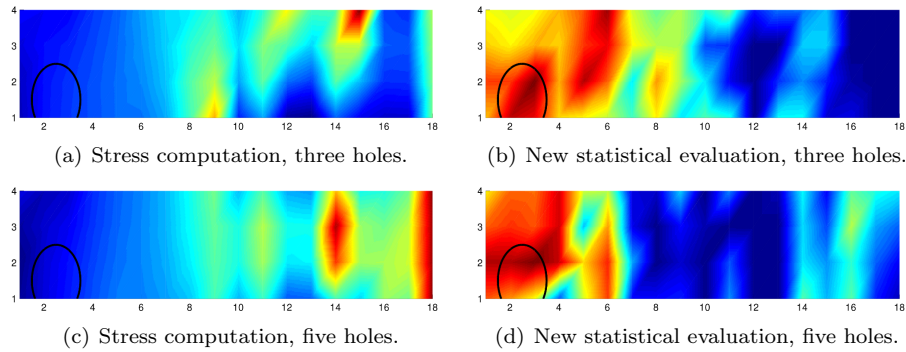 4
3
2
1
2 4 6 8 10 12 14 16 18
(a) Stress computation, three holes.
4
3
2
1
2 4 6 8 10 12 14 16 18
(b) New statistical evaluation, three holes.
4
3
2
1
2 4 6 8 10 12 14 16 18
(c) Stress computation, five holes.
4
3
2
1
2 4 6 8 10 12 14 16 18
(d) New statistical evaluation, five holes.